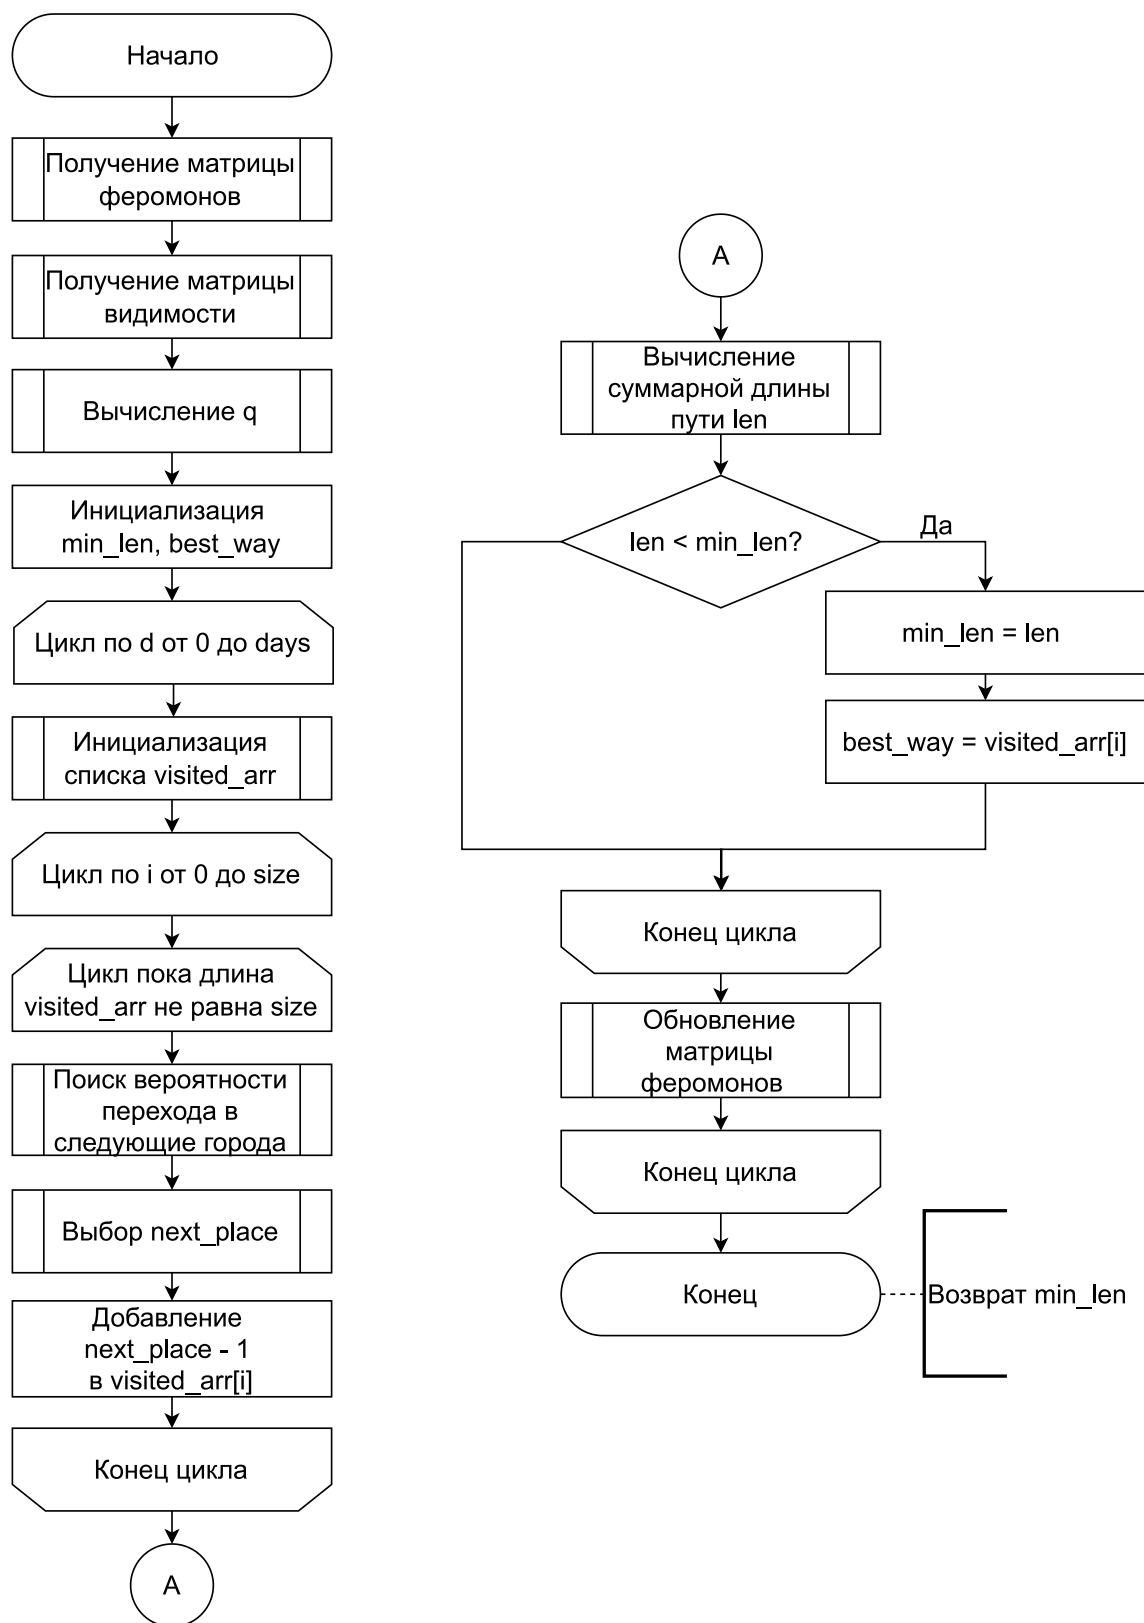 Начало
Получение матрицы
феромонов
Получение матрицы
видимости
Вычисление q
Инициализация
min_len, best_way
Цикл по d от 0 до days
Инициализация
списка visited_arr
Цикл по i от 0 до size
Цикл пока длина
visited_arr не равна size
Поиск вероятности
перехода в
следующие города
Выбор next_place
Добавление
next_place - 1
в visited_arr[i]
Конец цикла
А
А
Вычисление
суммарной длины
пути len
len < min_len?
Да
min_len = len
best_way = visited_arr[i]
Конец цикла
Обновление
матрицы
феромонов
Конец цикла
Конец
Возврат min_len